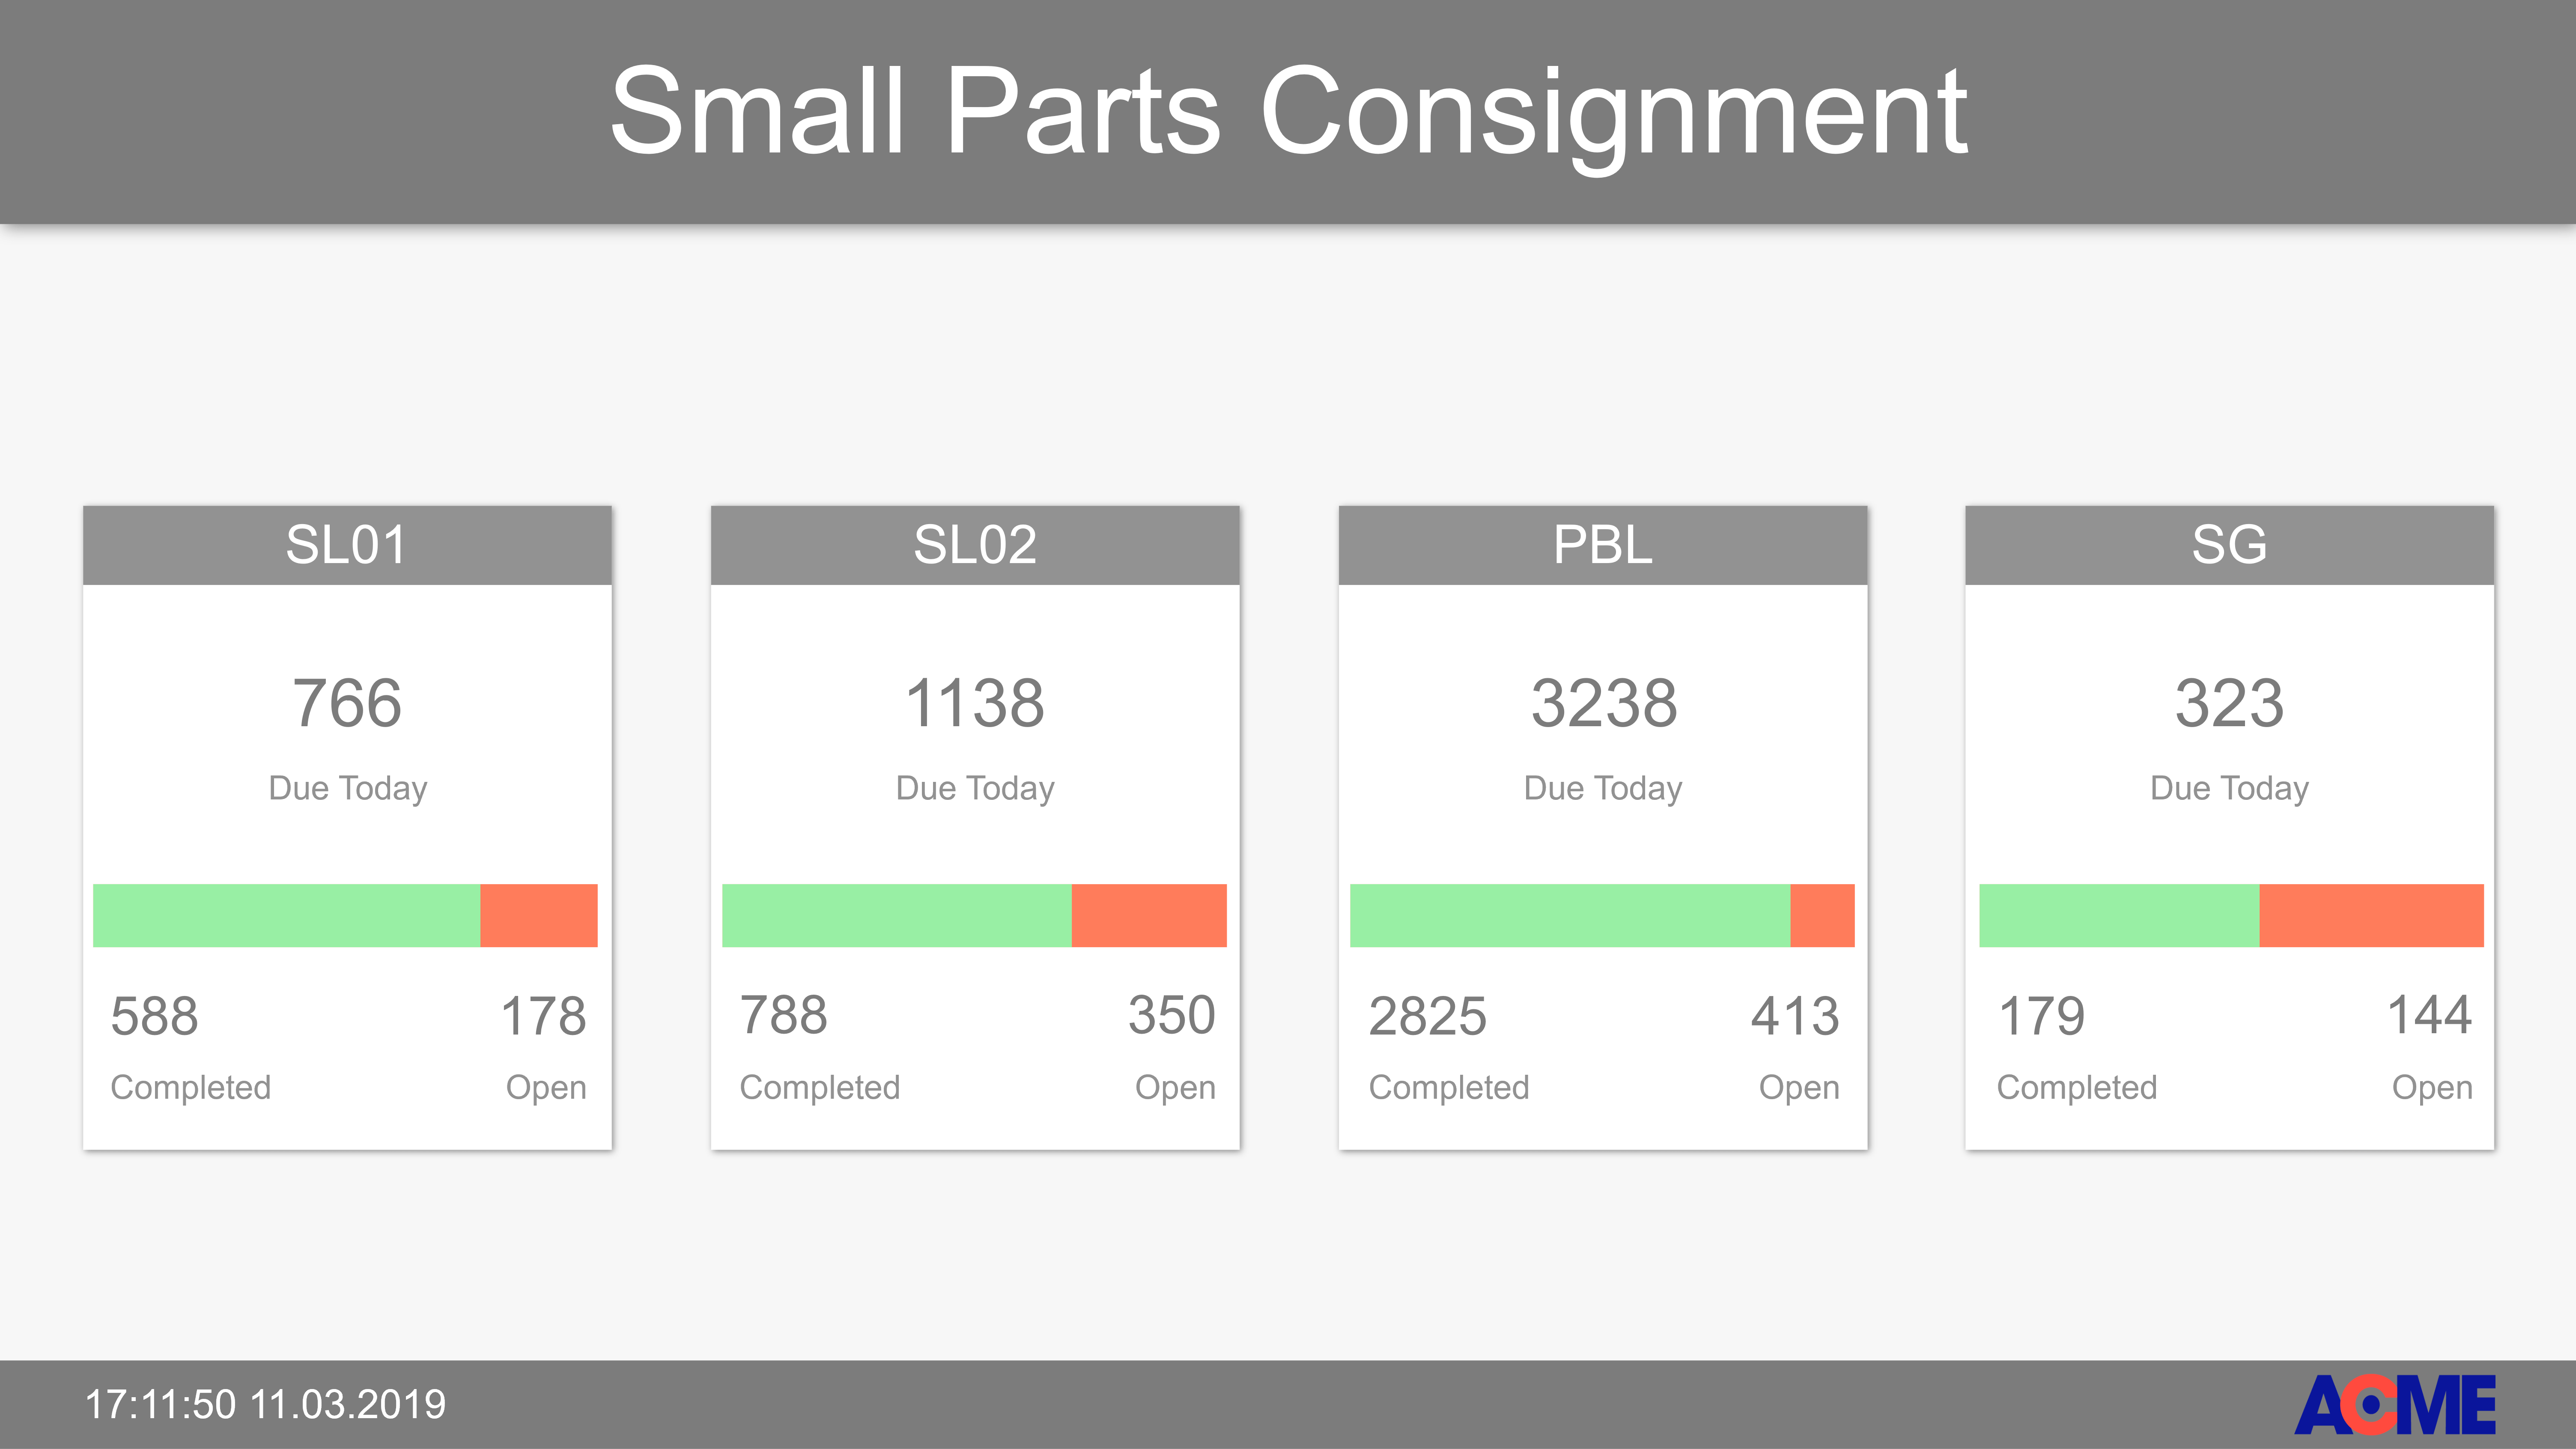 Small Parts Consignment
SL01
766
Due Today
588 178
Completed Open
SL02
1138
Due Today
788 350
Completed Open
PBL
3238
Due Today
2825 413
Completed Open
SG
323
Due Today
179 144
Completed Open
17:11:50 11.03.2019
ACME